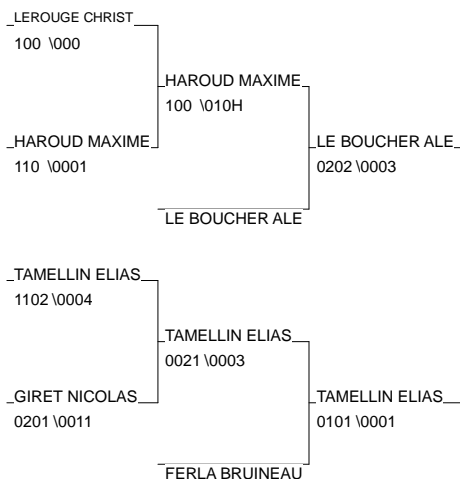 LEROUGE CHRIST
100 \000
HAROUD MAXIME
100 \010H
HAROUD MAXIME
110 \0001
LE BOUCHER ALE
0202 \0003
LE BOUCHER ALE
TAMELLIN ELIAS
1102 \0004
TAMELLIN ELIAS
0021 \0003
GIRET NICOLAS
0201 \0011
TAMELLIN ELIAS
0101 \0001
FERLA BRUINEAU